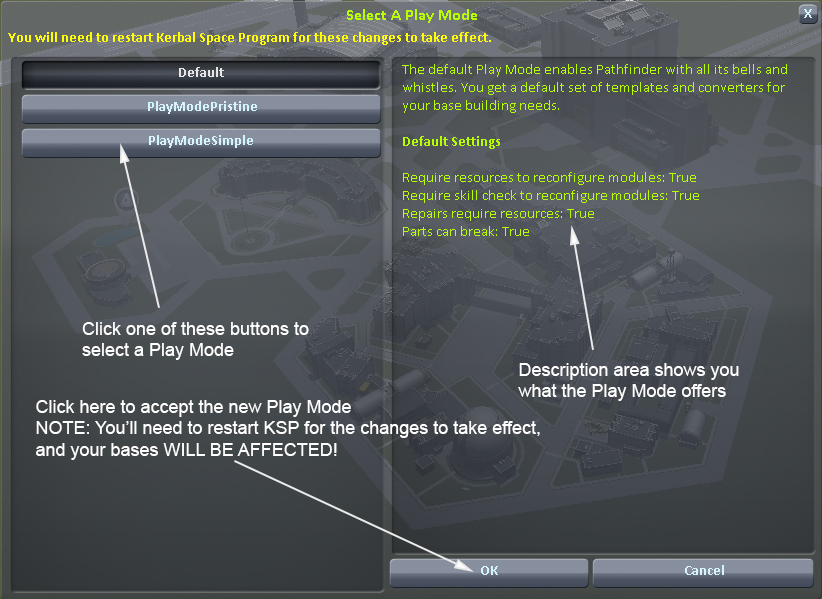 Select A Play Mode
X
You will need to restart Kerbal Space Program for these changes to take effect.
Default
PlayModePristine
PlayModeSimple
The default Play Mode enables Pathfinder with all its bells and
whistles. You get a default set of templates and converters for
your base building needs.
Default Settings
Require resources to reconfigure modules: True
Require skill check to reconfigure modules: True
Repairs require resources: True
Parts can break: True
Click one of these buttons to
select a Play Mode
Description area shows you
what the Play Mode offers
Click here to accept the new Play Mode
NOTE: You'll need to restart KSP for the changes to take effect,
and your bases WILL BE AFFECTED!
OK
Cancel